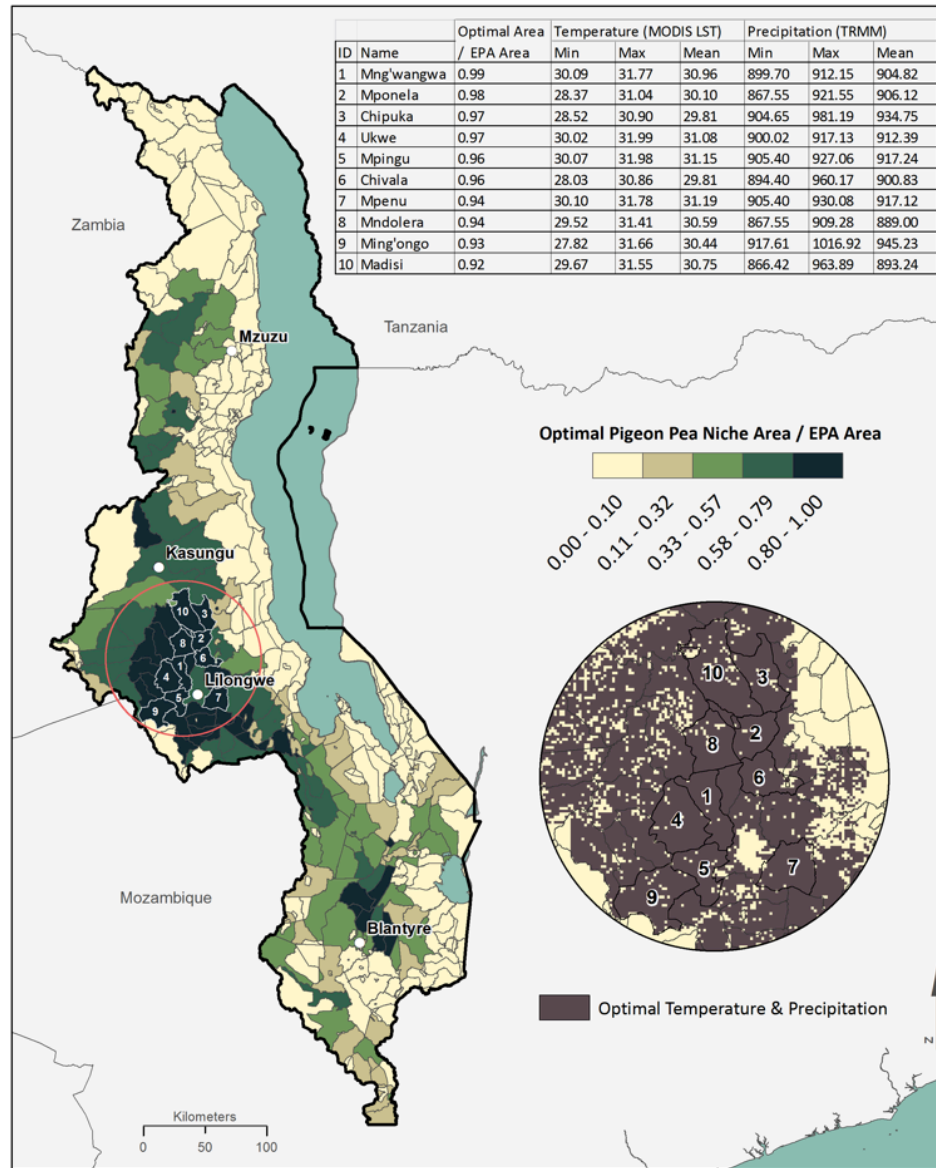 Optimal Area Temperature (MODIS LST) Precipitation (TRMM)
ID Name / EPA Area Min Max Mean Min Max Mean
1 Mng'wangwa 0.99 30.09 31.77 30.96 899.70 912.15 904.82
2 Mponela 0.98 28.37 31.04 30.10 867.55 921.55 906.12
3 Chipuka 0.97 28.52 30.90 29.81 904.65 981.19 934.75
4 Ukwe 0.97 30.02 31.99 31.08 900.02 917.13 912.39
5 Mpingu 0.96 30.07 31.98 31.15 905.40 927.06 917.24
6 Chivala 0.96 28.03 30.86 29.81 894.40 960.17 900.83
7 Mpenu 0.94 30.10 31.78 31.19 905.40 930.08 917.12
8 Mndolera 0.94 29.52 31.41 30.59 867.55 909.28 889.00
9 Ming'ongo 0.93 27.82 31.66 30.44 917.61 1016.92 945.23
10 Madisi 0.92 29.67 31.55 30.75 866.42 963.89 893.24
Zambia
Tanzania
Mzuzu
Optimal Pigeon Pea Niche Area / EPA Area
0.00 - 0.10
0.11 - 0.32
0.33 - 0.57
0.58 - 0.79
0.80 - 1.00
Kasungu
10 3
8 2
1 6
4
Lilongwe
5 7
9
10 3
2
8
6
1
4
5 7
9
Mozambique
Blantyre
Optimal Temperature & Precipitation
N
Kilometers
0 50 100